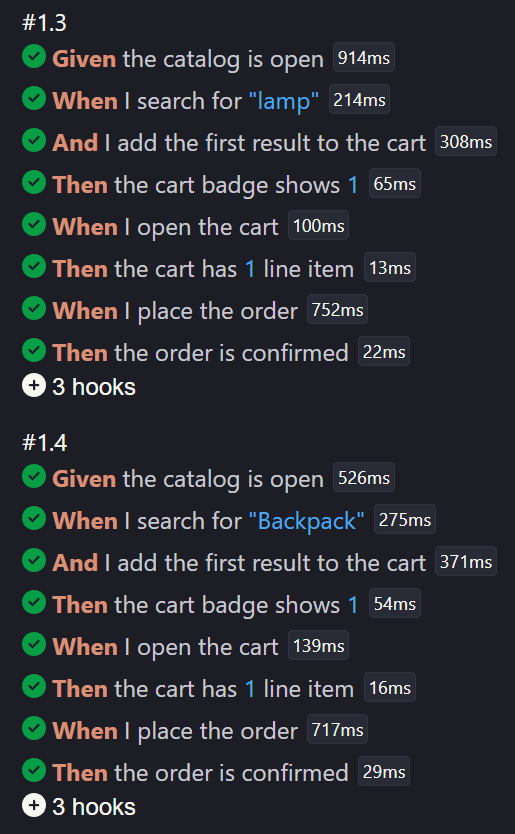 #1.3
Given the catalog is open 914ms
When I search for "lamp" 214ms
And I add the first result to the cart 308ms
Then the cart badge shows 1 65ms
When I open the cart 100ms
Then the cart has 1 line item 13ms
When I place the order 752ms
Then the order is confirmed 22ms
3 hooks
#1.4
Given the catalog is open 526ms
When I search for "Backpack" 275ms
And I add the first result to the cart 371ms
Then the cart badge shows 1 54ms
When I open the cart 139ms
Then the cart has 1 line item 16ms
When I place the order 717ms
Then the order is confirmed 29ms
3 hooks